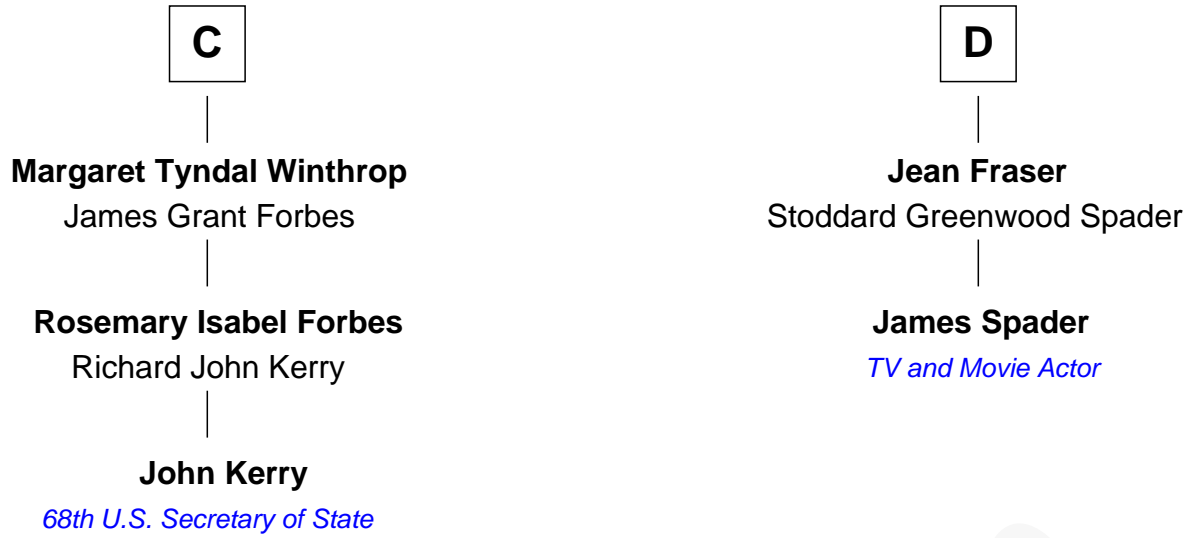 C
Margaret Tyndal Winthrop
James Grant Forbes
Rosemary Isabel Forbes
Richard John Kerry
John Kerry
68th U.S. Secretary of State
D
Jean Fraser
Stoddard Greenwood Spader
James Spader
TV and Movie Actor